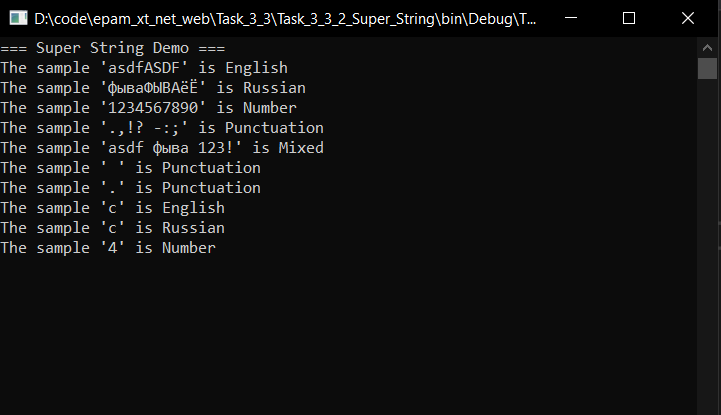 D:\code\epam_xt_net_web\Task_3_3\Task_3_3_2_Super_String\bin\Debug\T...
=== Super String Demo ===
The sample 'asdfASDF' is English
The sample 'фываФЫВАёЁ' is Russian
The sample '1234567890' is Number
The sample '.,!? -:;' is Punctuation
The sample 'asdf фыва 123!' is Mixed
The sample ' ' is Punctuation
The sample '.' is Punctuation
The sample 'c' is English
The sample 'с' is Russian
The sample '4' is Number